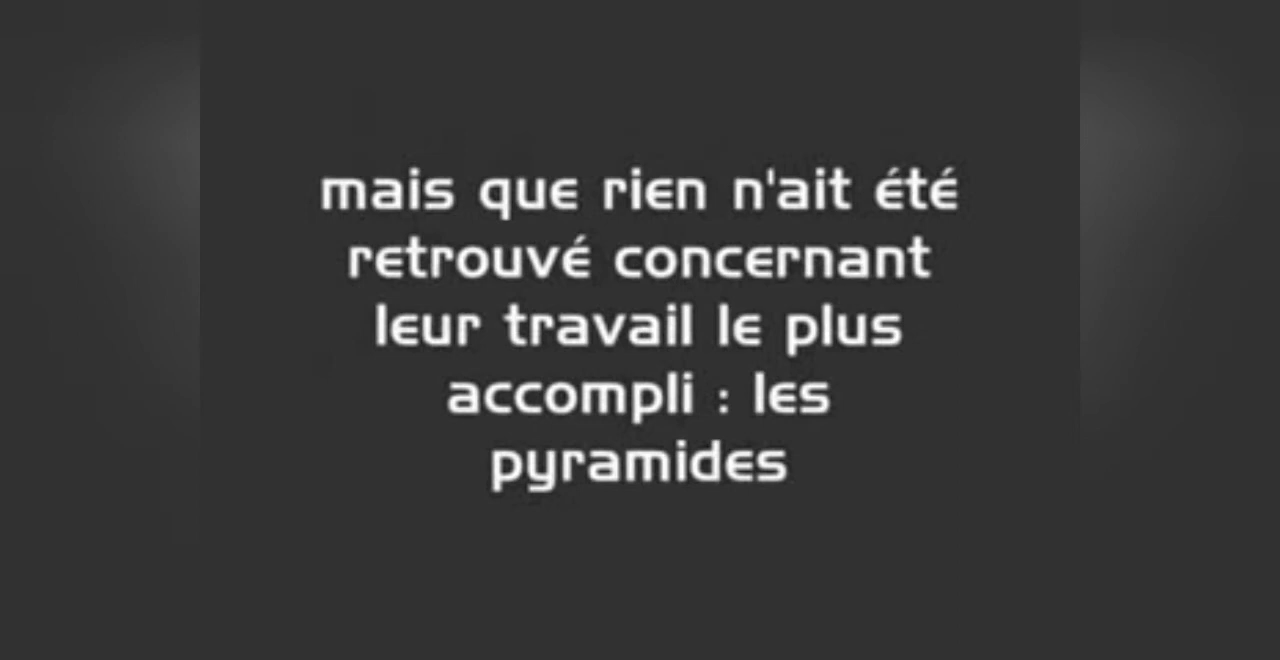 mais que rien n'ait été
retrouvé concernant
leur travail le plus
accompli : les
pyramides